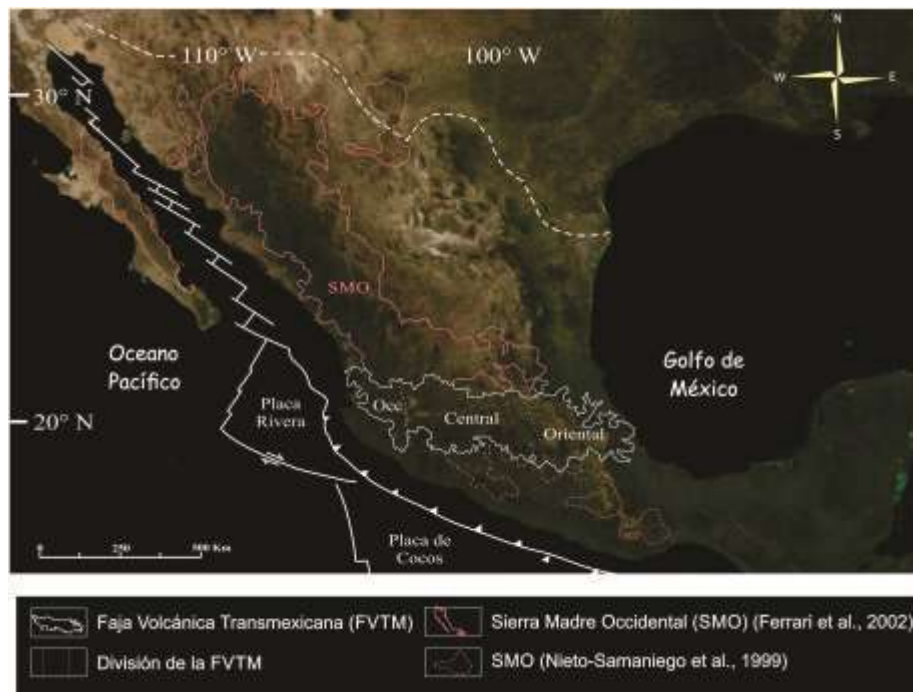 N
110° W
100° W
W
E
S
30° N
SMO
Oceano
Pacífico
Golfo de
México
Placa
Rivera
Occ
Central
Oriental
20° N
0
250
500 Km
Placa de
Cocos
Faja Volcánica Transmexicana (FVTM)
Sierra Madre Occidental (SMO) (Ferrari et al., 2002)
División de la FVTM
SMO (Nieto-Samaniego et al., 1999)